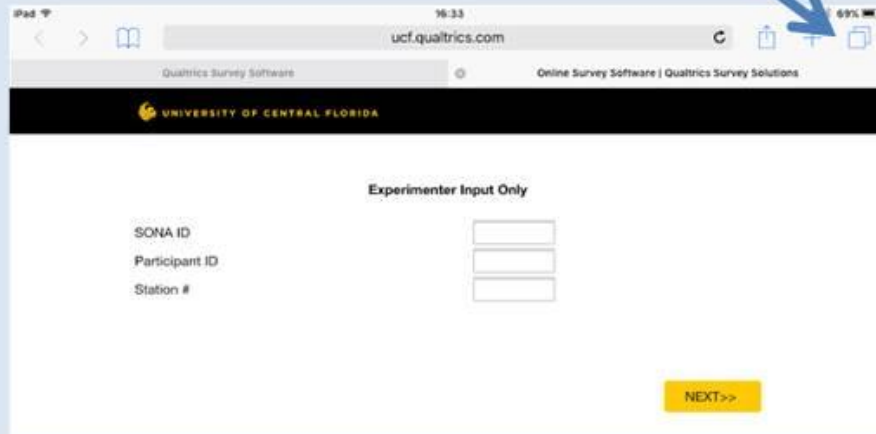 iPad 16:33 69%
ucf.qualtrics.com
Qualtrics Survey Software Online Survey Software | Qualtrics Survey Solutions
UNIVERSITY OF CENTRAL FLORIDA
Experimenter Input Only
SONA ID
Participant ID
Station #
NEXT>>